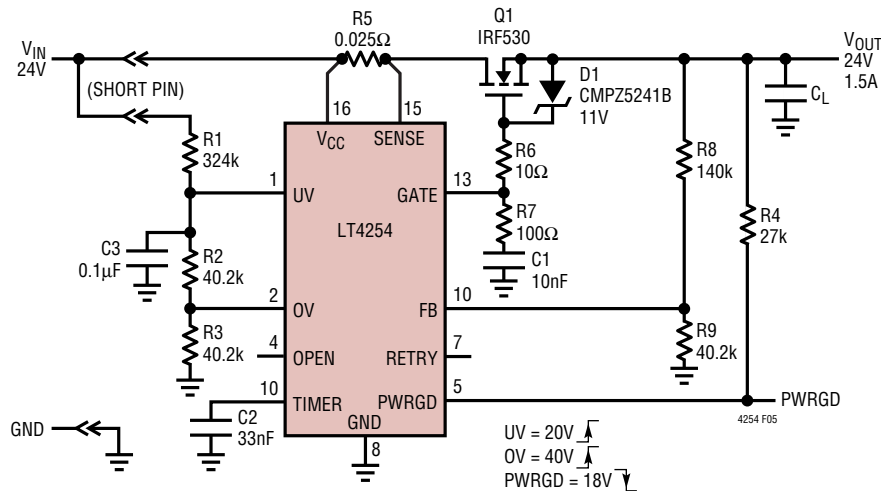 VIN
24V
(SHORT PIN)
R5
0.025Ω
Q1
IRF530
D1
CMPZ5241B
11V
VOUT
24V
1.5A
CL
16
15
VCC
SENSE
R1
324k
R6
10Ω
R8
140k
1
UV
GATE
13
LT4254
R7
100Ω
R4
27k
C3
0.1µF
R2
40.2k
C1
10nF
2
OV
FB
10
R3
40.2k
4
OPEN
RETRY
7
R9
40.2k
10
TIMER
PWRGD
5
PWRGD
4254 F05
GND
C2
33nF
GND
8
UV = 20V
OV = 40V
PWRGD = 18V